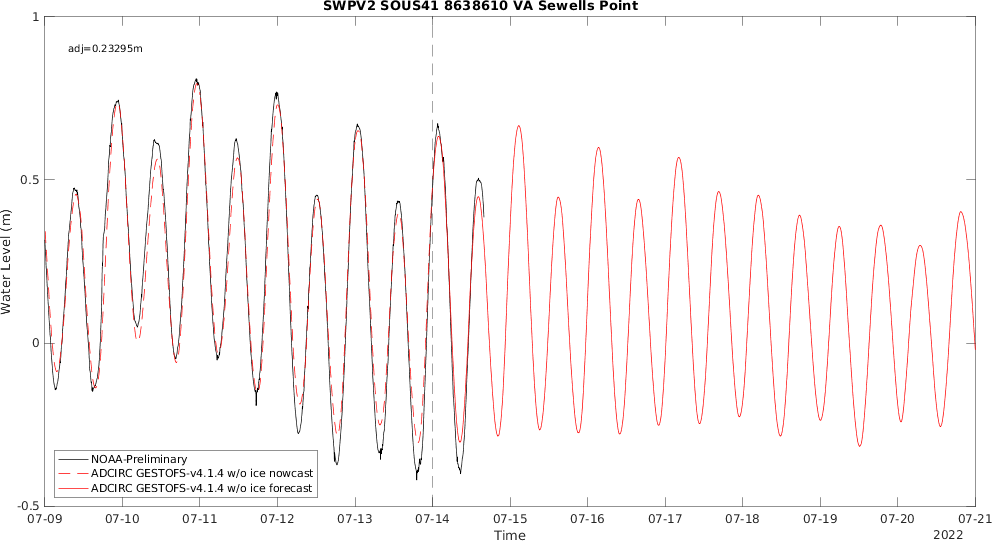 SWPV2 SOUS41 8638610 VA Sewells Point
adj=0.23295m
1
0.5
0
-0.5
Water Level (m)
NOAA-Preliminary
ADCIRC GESTOFS-v4.1.4 w/o ice nowcast
ADCIRC GESTOFS-v4.1.4 w/o ice forecast
07-09 07-10 07-11 07-12 07-13 07-14 07-15 07-16 07-17 07-18 07-19 07-20 07-21
Time
2022